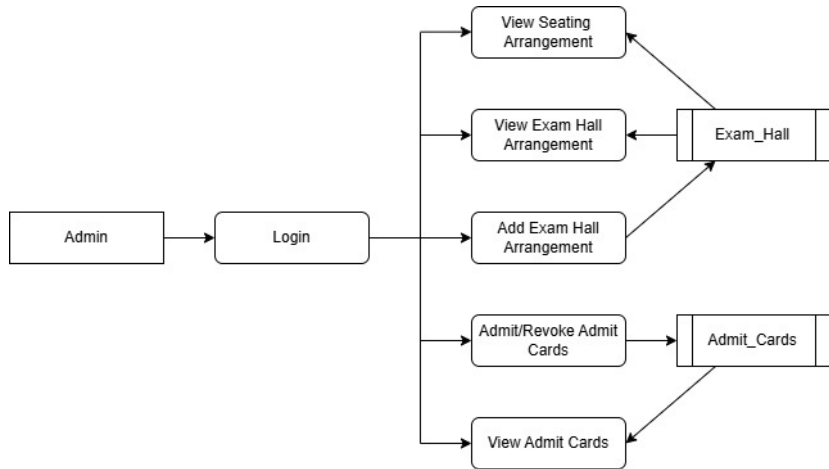 View Seating
Arrangement
View Exam Hall
Arrangement
Exam_Hall
Admin
Login
Add Exam Hall
Arrangement
Admit/Revoke Admit
Cards
Admit_Cards
View Admit Cards